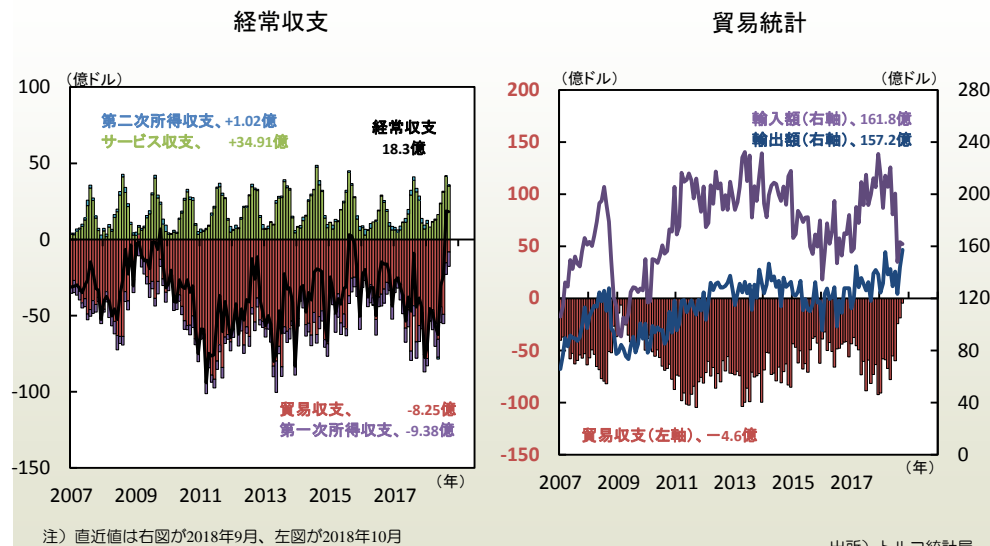 経常収支
貿易統計
（億ドル）
第二次所得収支、+1.02億
サービス収支、 +34.91億
経常収支
18.3億
貿易収支、 -8.25億
第一次所得収支、-9.38億
100
50
0
-50
-100
-150
2007 2009 2011 2013 2015 2017
（年）
（億ドル）
（億ドル）
輸入額（右軸）、161.8億
輸出額（右軸）、157.2億
貿易収支（左軸）、－4.6億
200
150
100
50
0
-50
-100
-150
280
240
200
160
120
80
40
0
2007 2009 2011 2013 2015 2017
（年）
注）直近値は右図が2018年9月、左図が2018年10月